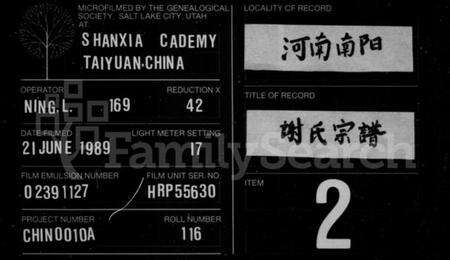 MICROFILMED BY THE GENEALOGICAL
SOCIETY, SALT LAKE CITY, UTAH
AT
SHANXIA CADEMY
TAIYUAN.CHINA
OPERATOR REDUCTION X
NING, L. 169 42
DATE FILMED LIGHT METER SETTING
21 JUNE 1989 17
FILM EMULSION NUMBER FILM UNIT SER. NO.
02391127 HRP55630
PROJECT NUMBER ROLL NUMBER
CHIN0010A 116
LOCALITY OF RECORD
河南南阳
TITLE OF RECORD
謝氏宗譜
ITEM
2
FamilySearch